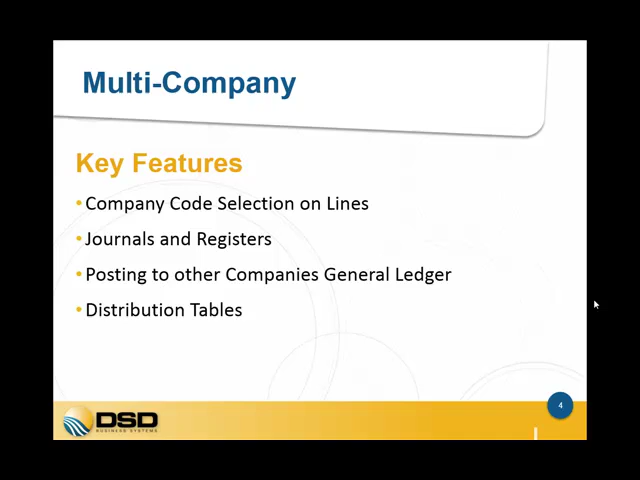 Multi-Company
Key Features
•Company Code Selection on Lines
•Journals and Registers
•Posting to other Companies General Ledger
•Distribution Tables
4
DSD
BUSINESS SYSTEMS